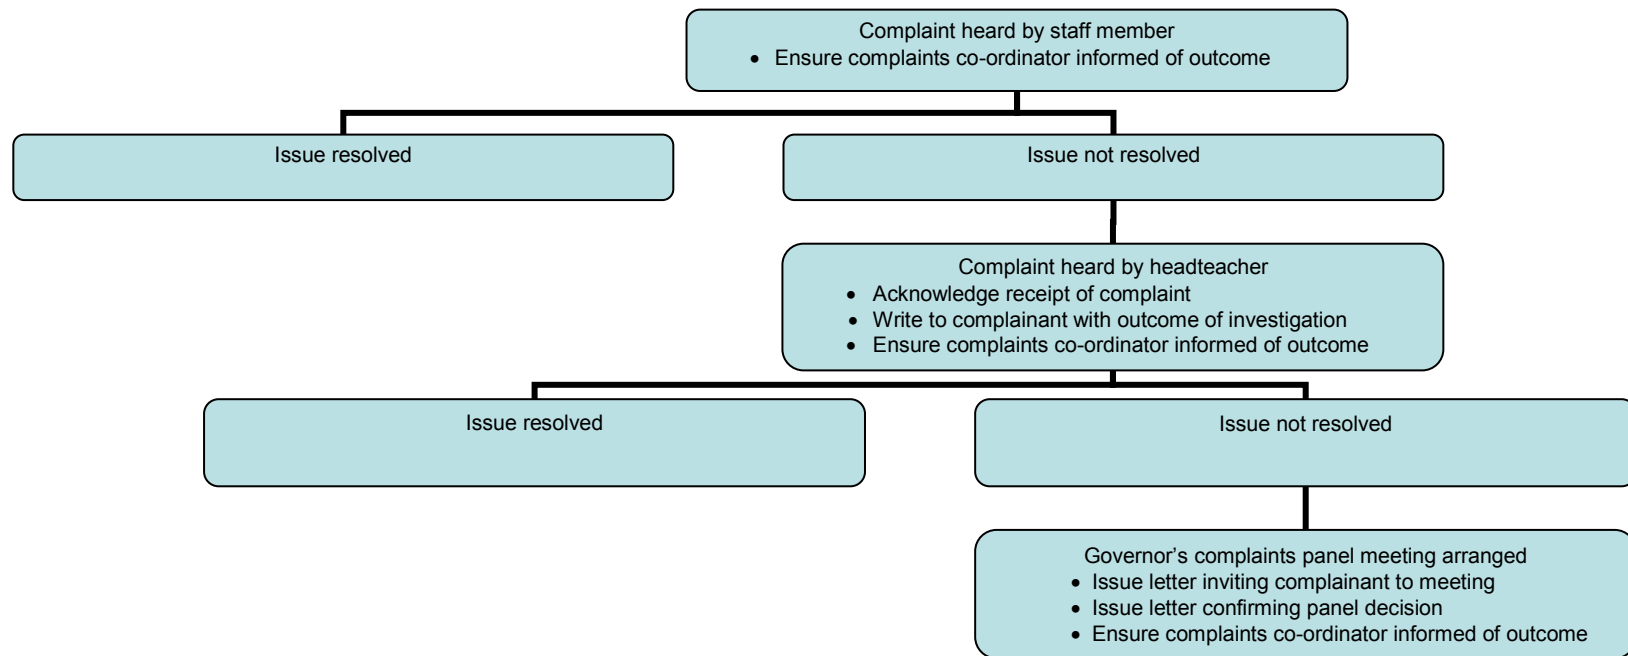 Complaint heard by staff member
• Ensure complaints co-ordinator informed of outcome
Issue resolved
Issue not resolved
Complaint heard by headteacher
• Acknowledge receipt of complaint
• Write to complainant with outcome of investigation
• Ensure complaints co-ordinator informed of outcome
Issue resolved
Issue not resolved
Governor’s complaints panel meeting arranged
• Issue letter inviting complainant to meeting
• Issue letter confirming panel decision
• Ensure complaints co-ordinator informed of outcome